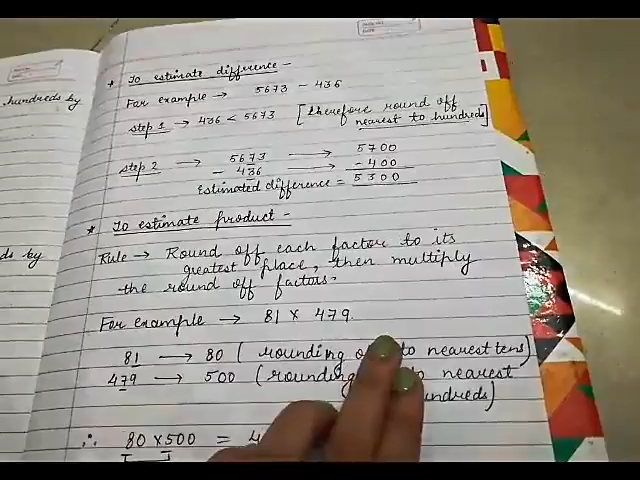 hundreds by
ds by
* To estimate difference -
For example → 5673 - 436
Step 1 → 436 < 5673 [therefore round off
nearest to hundreds]
Step 2 → 5673 → 5700
- 436 → - 400
Estimated difference = 5300
* To estimate product -
Rule → Round off each factor to its
greatest place, then multiply
the round off factors.
For example → 81 × 479.
81 → 80 ( rounding to nearest tens)
479 → 500 (rounding nearest
hundreds)
∴ 80 × 500 = 4